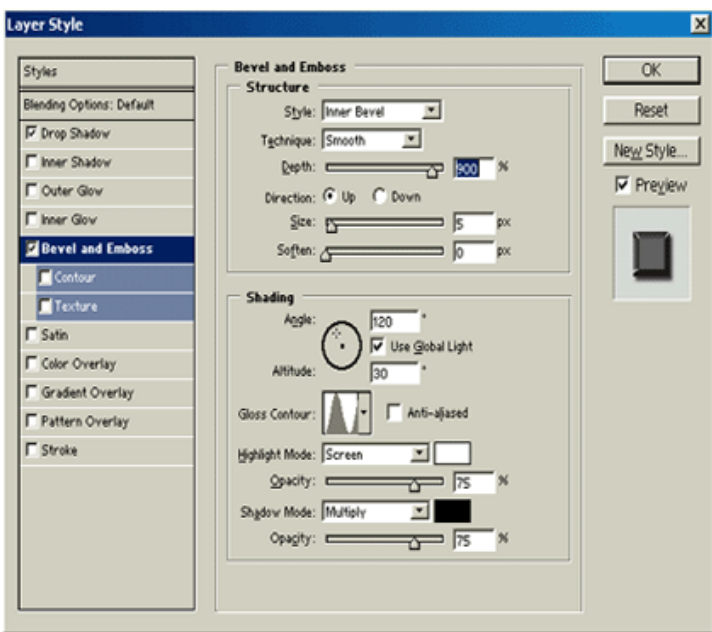 Layer Style
Styles
Blending Options: Default
Drop Shadow
Inner Shadow
Outer Glow
Inner Glow
Bevel and Emboss
Contour
Texture
Satin
Color Overlay
Gradient Overlay
Pattern Overlay
Stroke
Bevel and Emboss
Structure
Style: Inner Bevel
Technique: Smooth
Depth: 900 %
Direction: Up Down
Size: 5 px
Soften: 0 px
Shading
Angle: 120 °
Use Global Light
Altitude: 30 °
Gloss Contour: Anti-aliased
Highlight Mode: Screen
Opacity: 75 %
Shadow Mode: Multiply
Opacity: 75 %
OK
Reset
New Style...
Preview